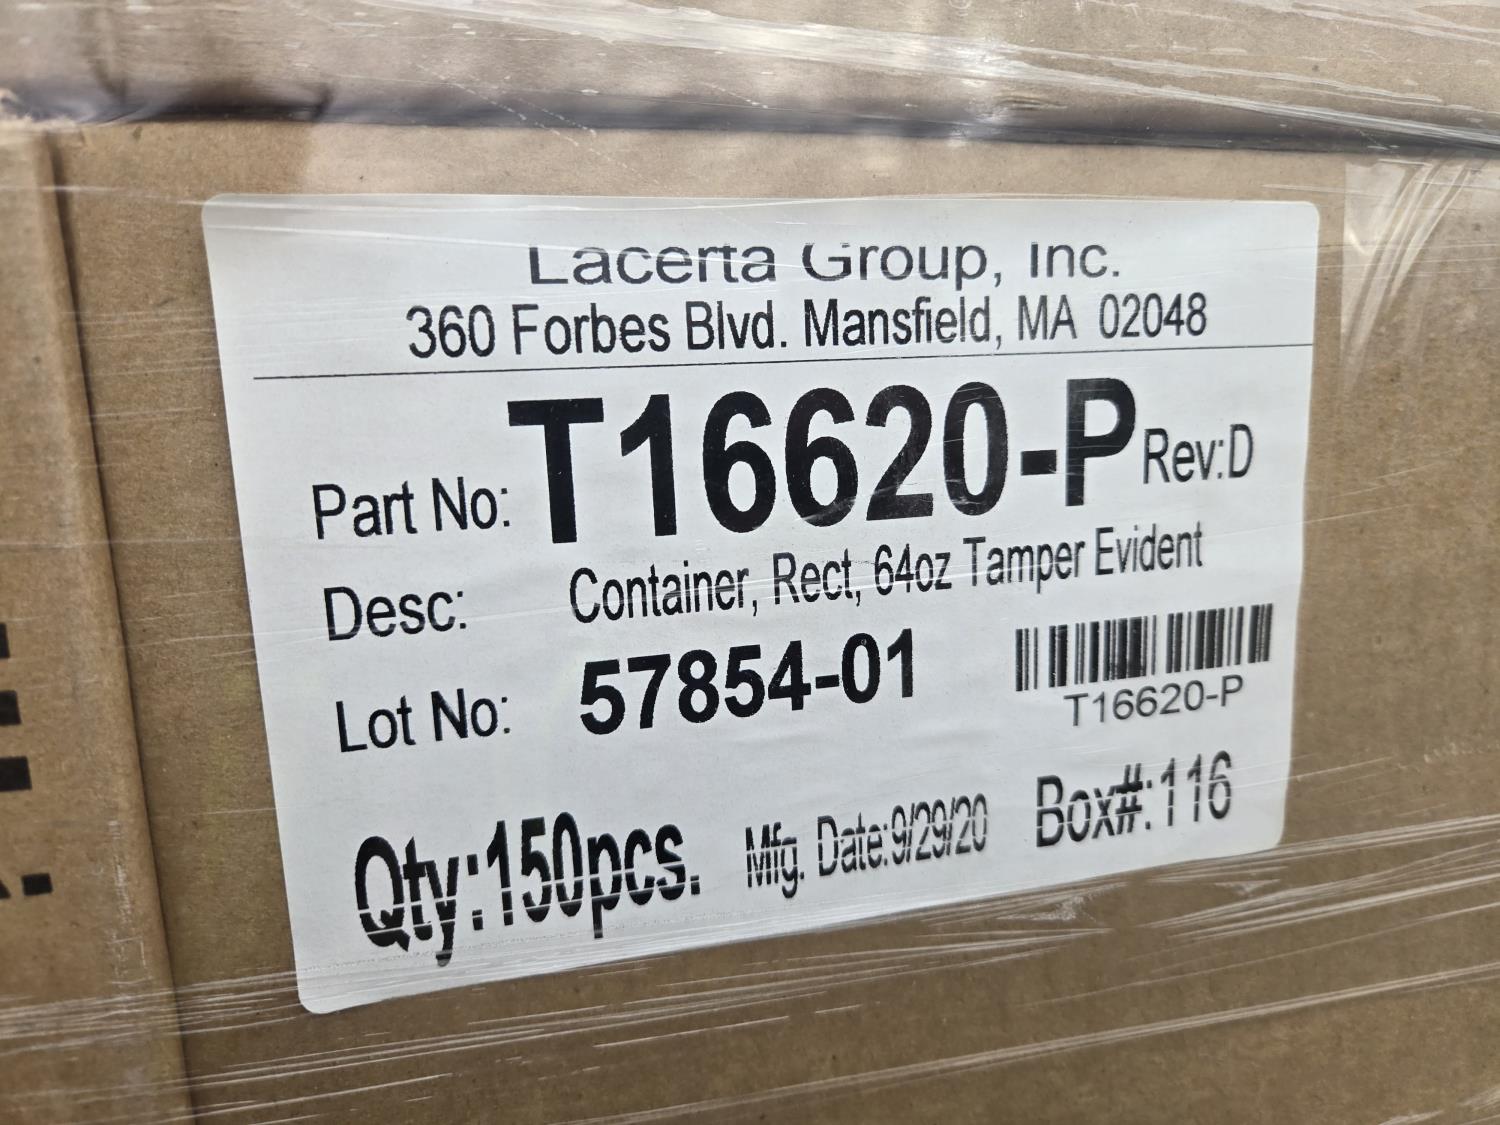 Lacerta Group, Inc.
360 Forbes Blvd. Mansfield, MA 02048
Part No: T16620-P Rev:D
Desc: Container, Rect, 64oz Tamper Evident
Lot No: 57854-01
T16620-P
Qty:150pcs. Mfg. Date:9/29/20 Box#:116